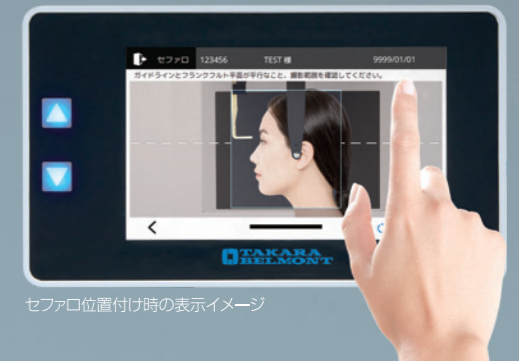 セファロ 123456 TEST 様 9999/01/01
ガイドラインとフランクフルト平面が平行なこと、撮影範囲を確認してください。
TAKARA
BELMONT
セファロ位置付け時の表示イメージ